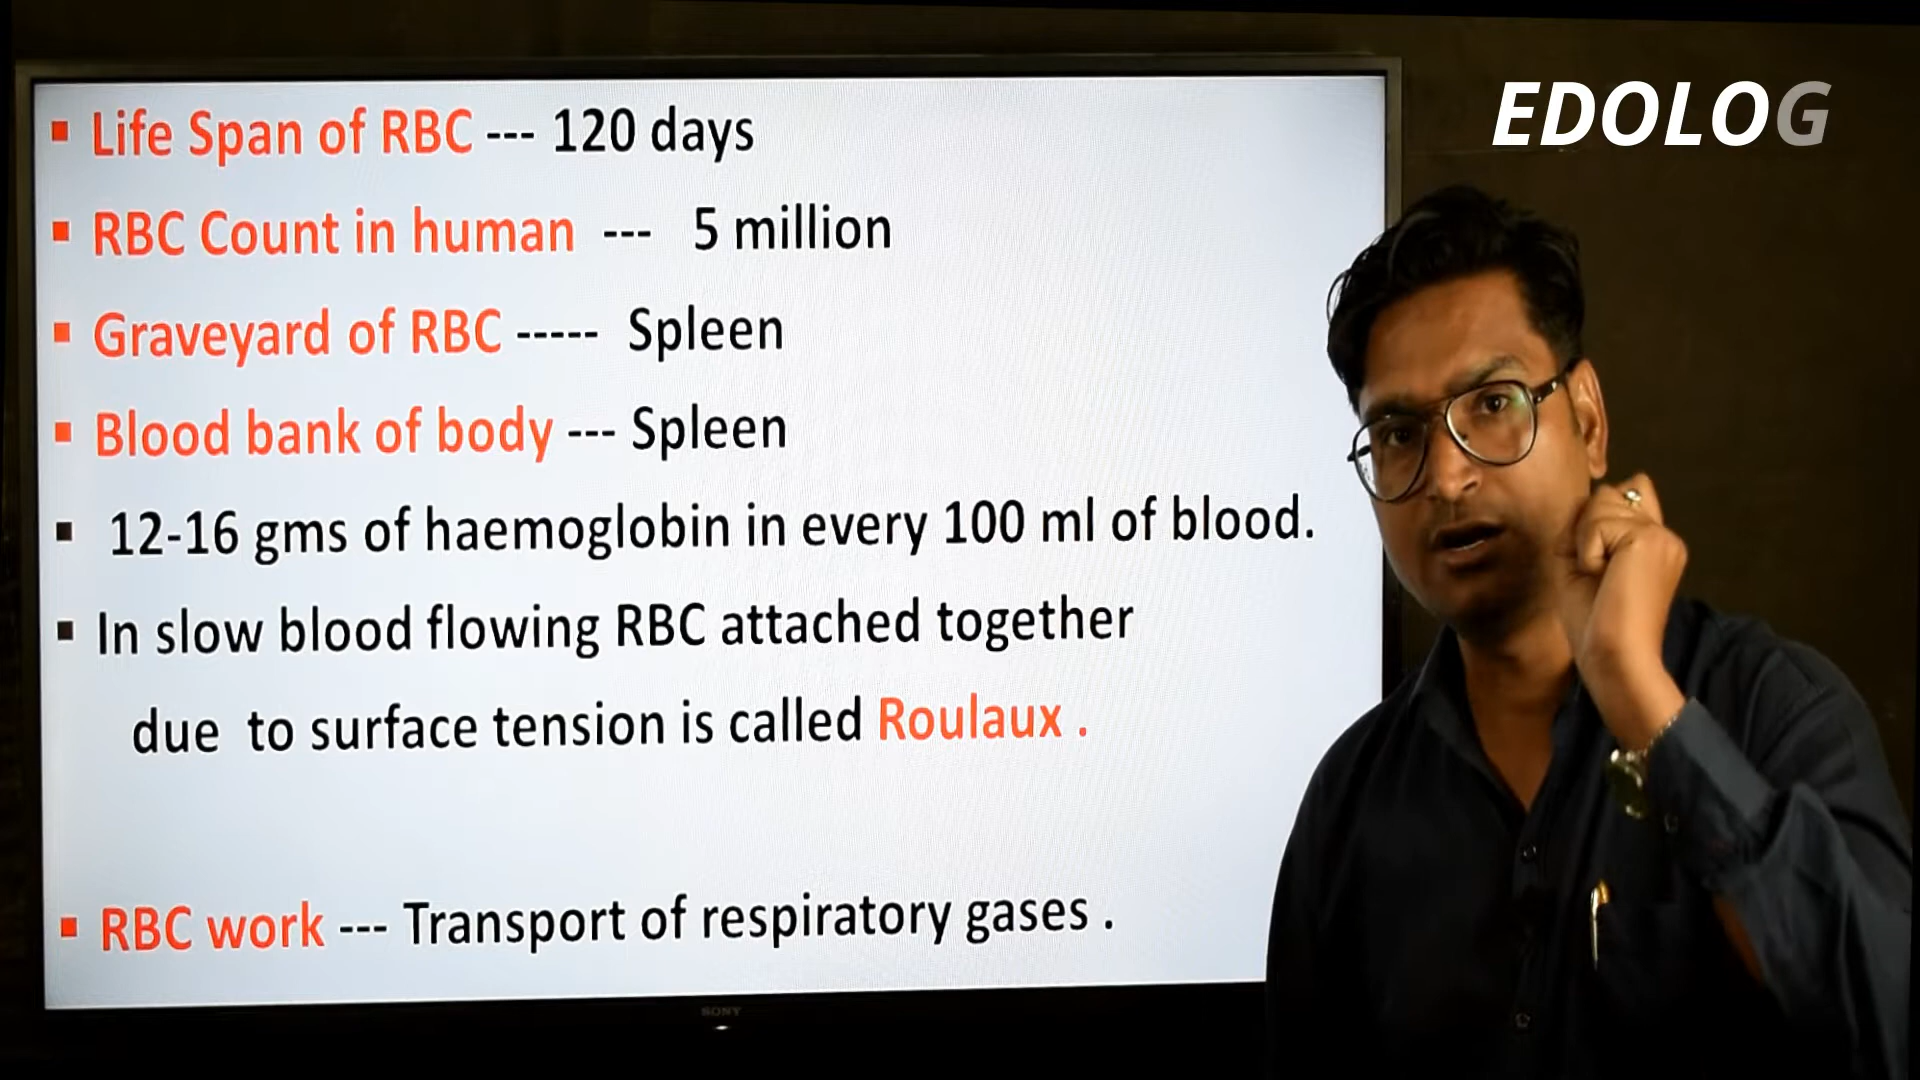 EDOLOG
▪ Life Span of RBC --- 120 days
▪ RBC Count in human --- 5 million
▪ Graveyard of RBC ----- Spleen
▪ Blood bank of body --- Spleen
▪ 12-16 gms of haemoglobin in every 100 ml of blood.
▪ In slow blood flowing RBC attached together
due to surface tension is called Roulaux .
▪ RBC work --- Transport of respiratory gases .
SONY